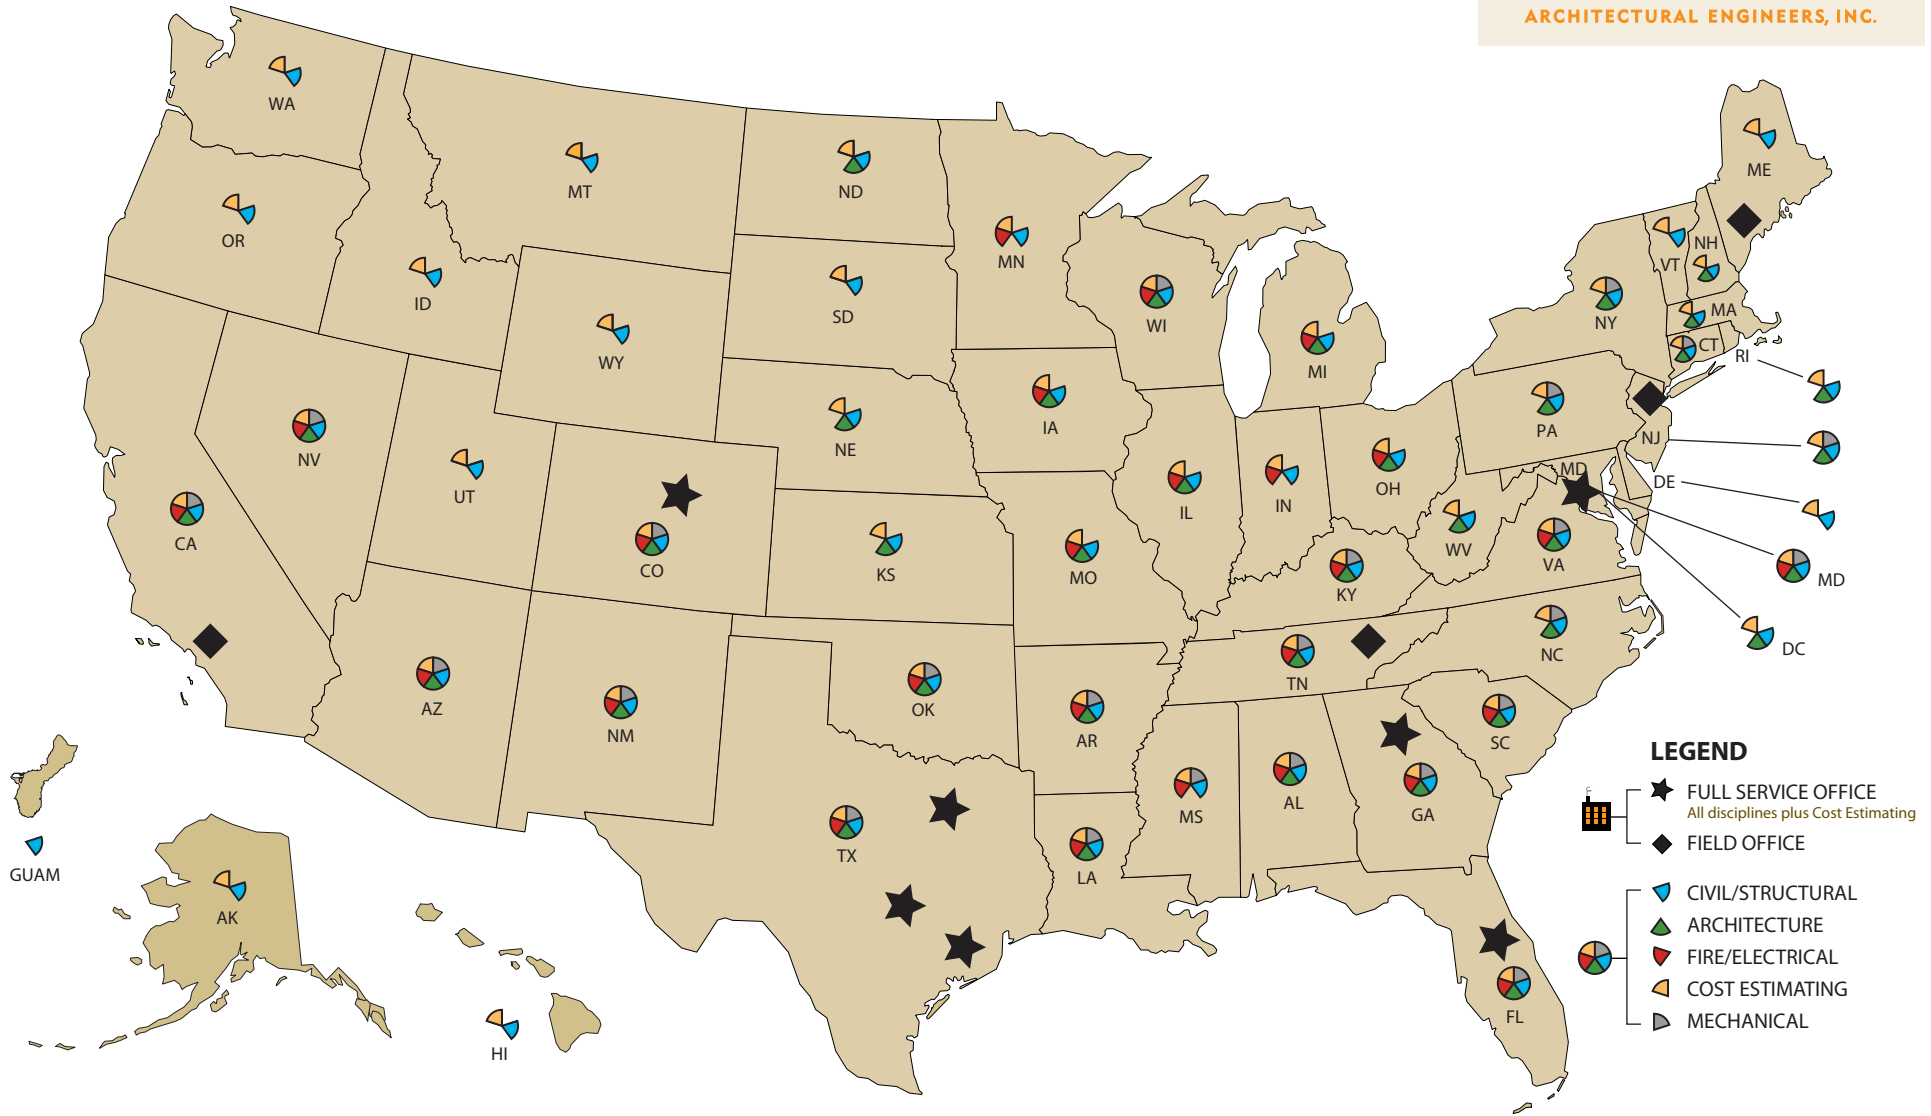 ARCHITECTURAL ENGINEERS, INC.
WA
MT
ND
ME
OR
MN
NH
VT
ID
SD
WI
NY
MA
WY
MI
CT
RI
IA
PA
NE
NJ
NV
MD
UT
OH
DE
IL
IN
CA
CO
KS
MO
WV
VA
MD
KY
DC
NC
TN
AZ
OK
NM
AR
SC
LEGEND
FULL SERVICE OFFICE
All disciplines plus Cost Estimating
AL
MS
GA
FIELD OFFICE
TX
GUAM
LA
CIVIL/STRUCTURAL
AK
ARCHITECTURE
FIRE/ELECTRICAL
COST ESTIMATING
FL
MECHANICAL
HI